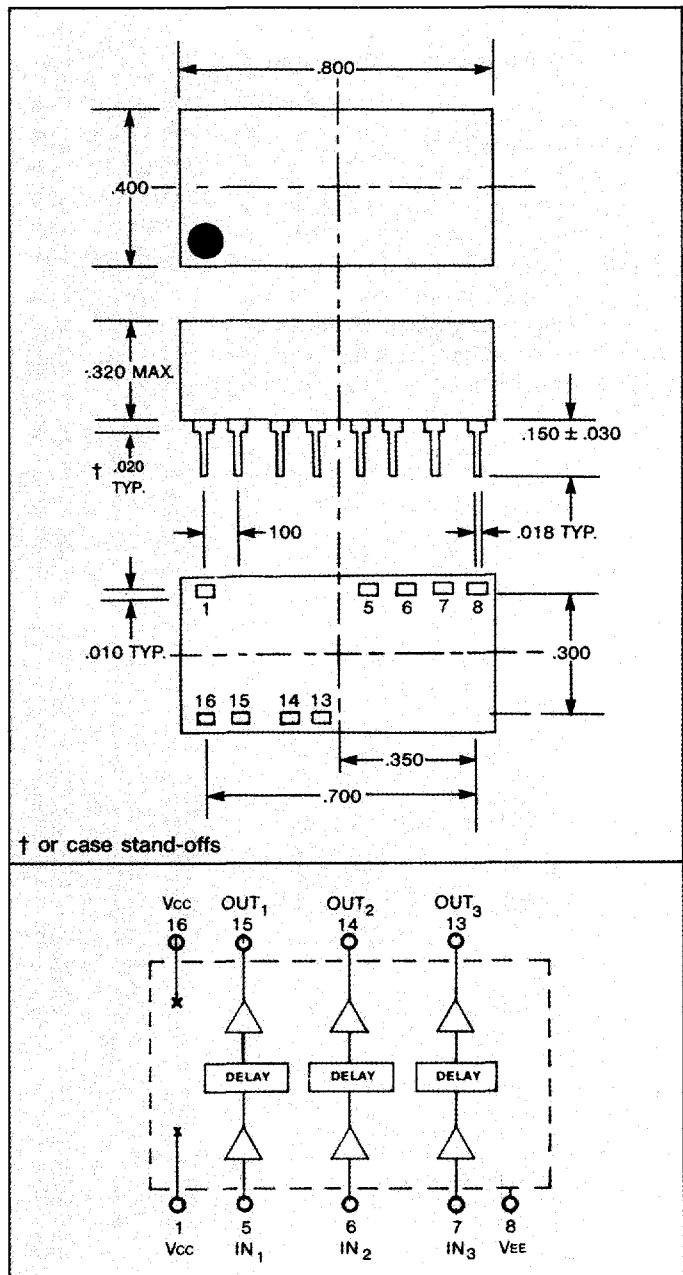 .800
.400
.320 MAX.
† .020
TYP.
.150 ± .030
100
.018 TYP.
1 5 6 7 8
.010 TYP.
.300
16 15 14 13
.350
.700
† or case stand-offs
VCC OUT1 OUT2 OUT3
16 15 14 13
DELAY DELAY DELAY
1 5 6 7 8
VCC IN1 IN2 IN3 VEE